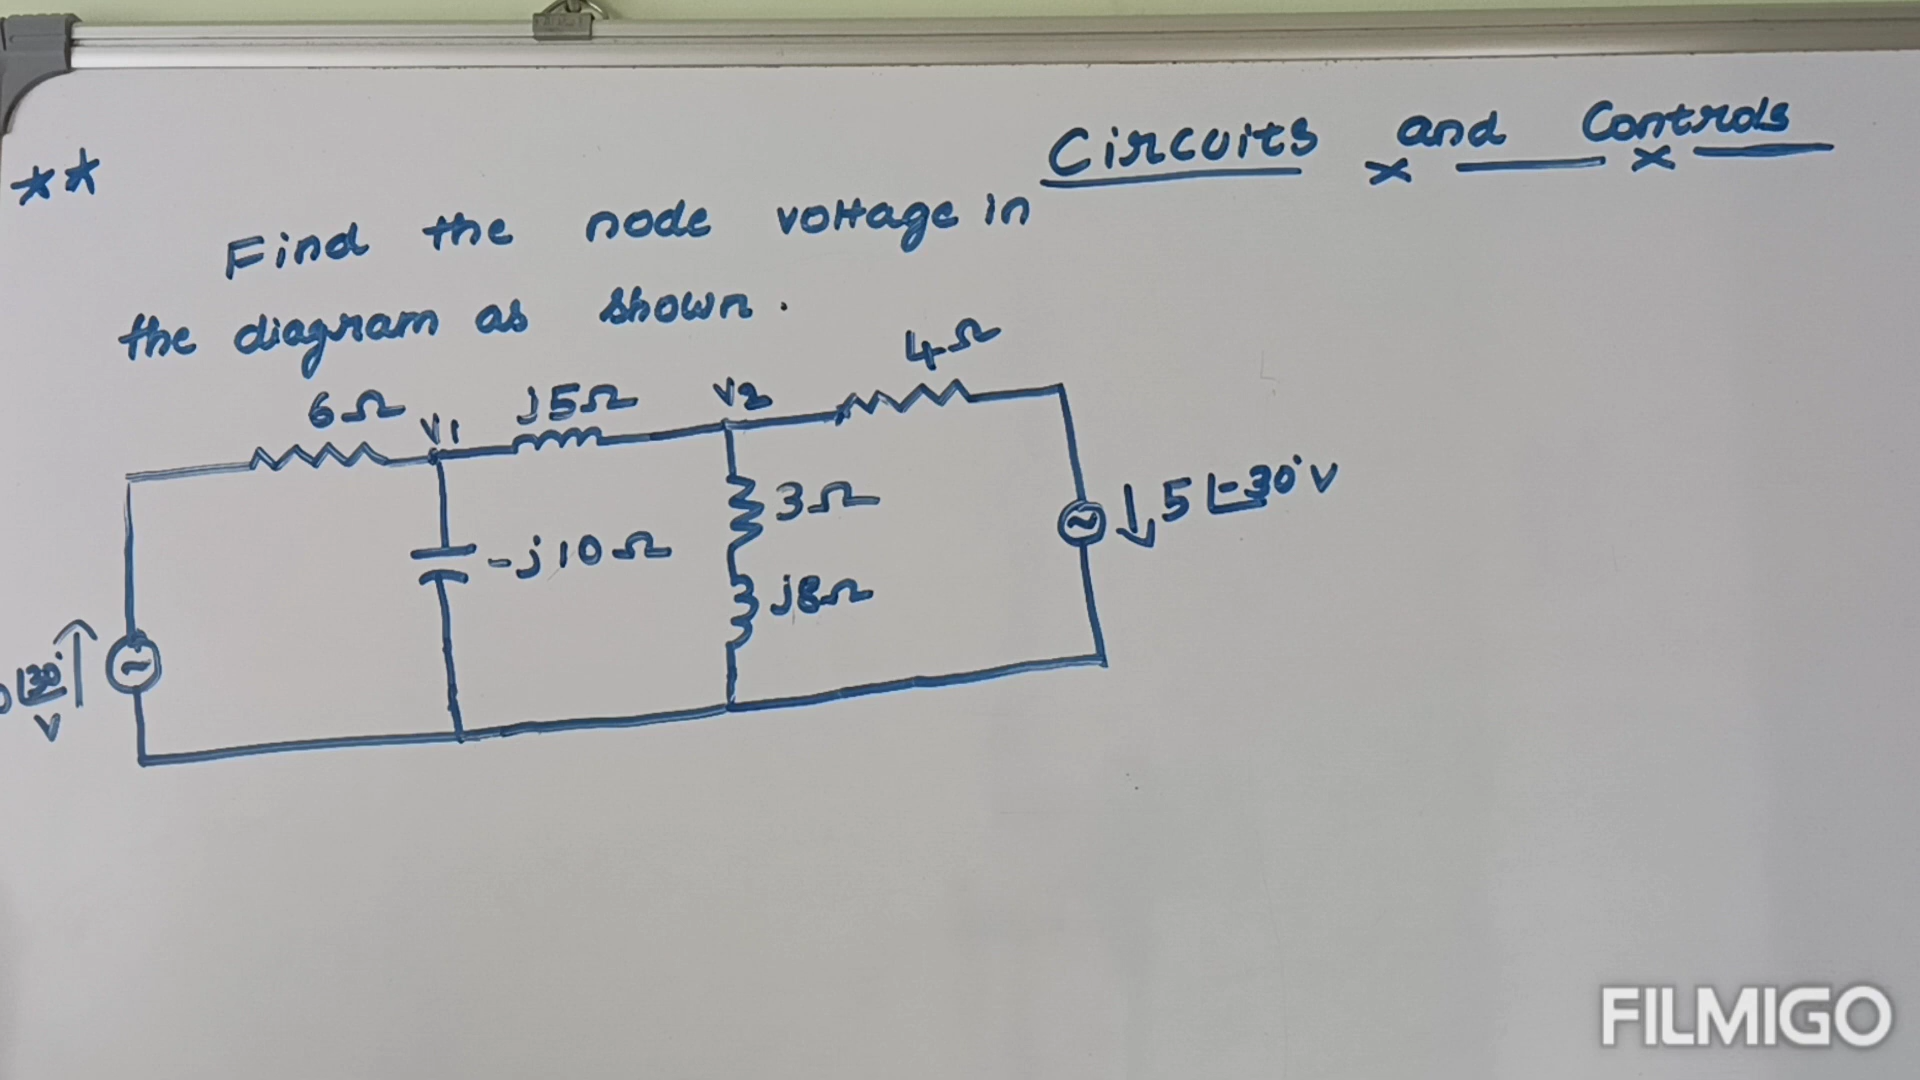 Circuits and Controls
**
Find the node voltage in
the diagram as shown.
6Ω
V1
j5Ω
V2
4Ω
-j10Ω
3Ω
j8Ω
↓5∠-30°V
∠30°
V
FILMIGO